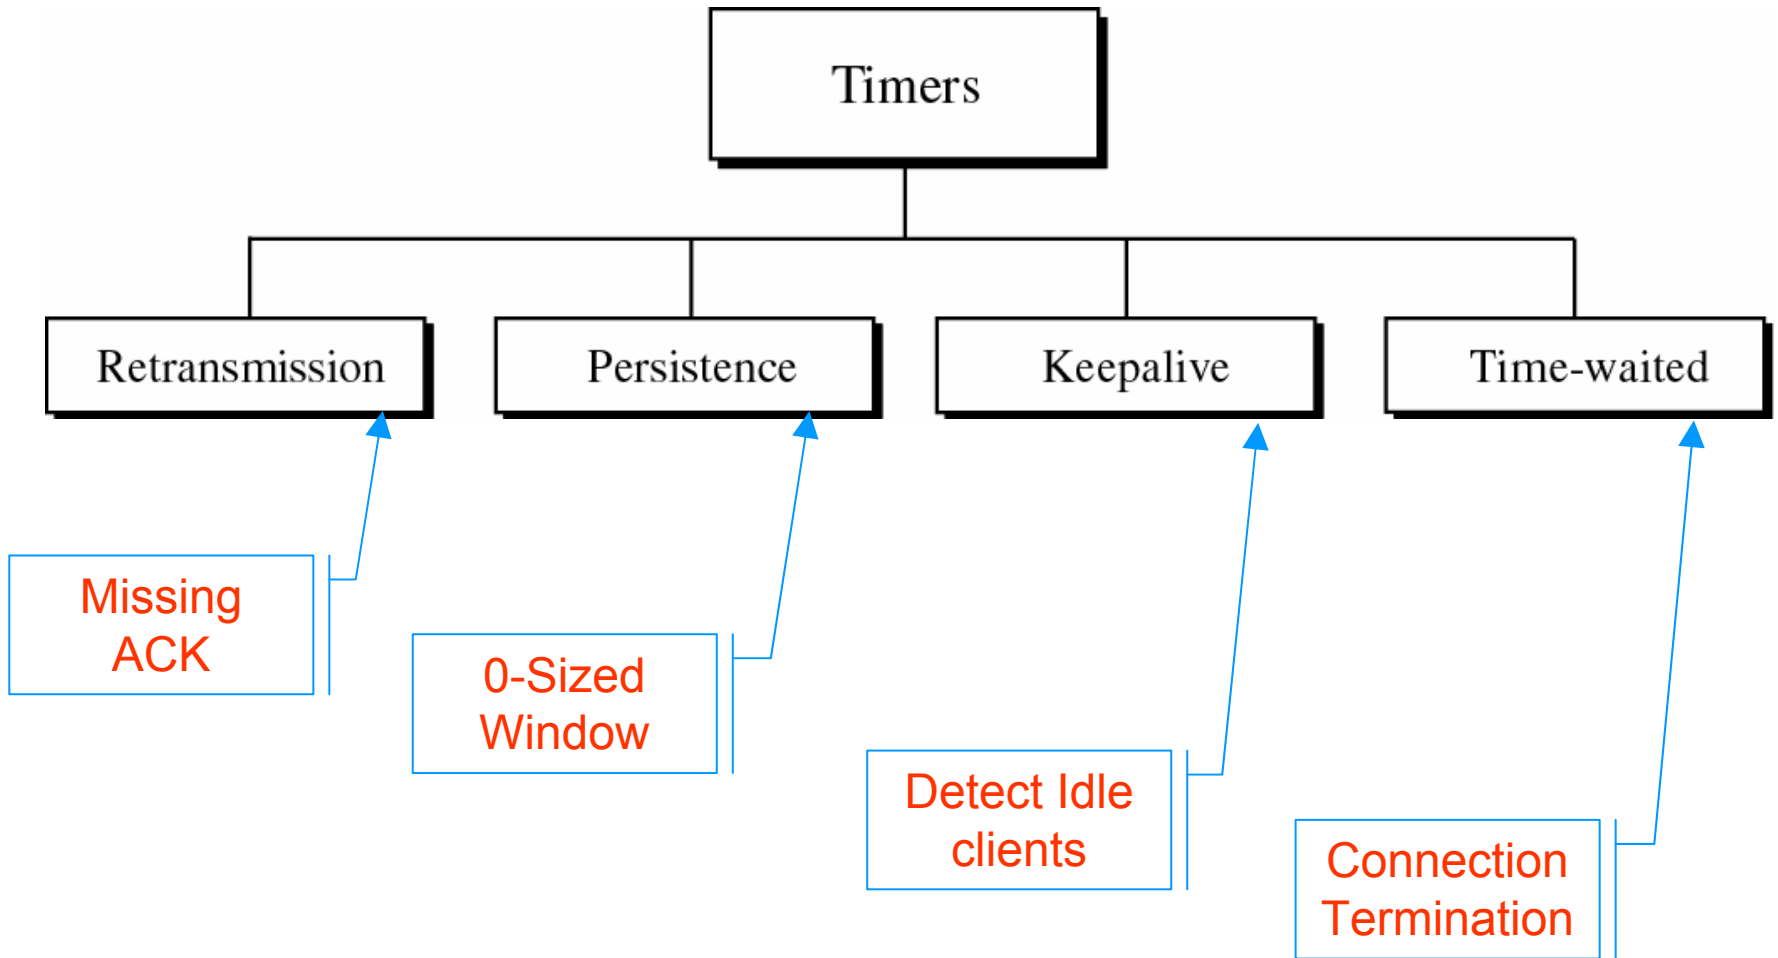 Timers
Retransmission
Persistence
Keepalive
Time-waited
Missing
ACK
0-Sized
Window
Detect Idle
clients
Connection
Termination